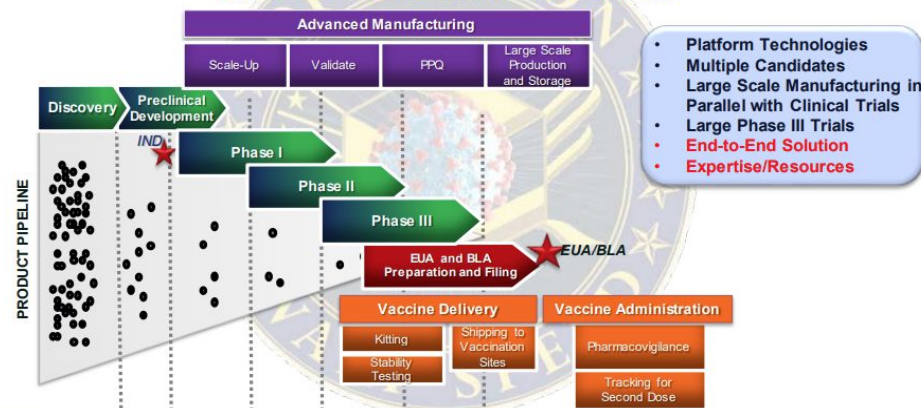 Advanced Manufacturing
Scale-Up
Validate
PPQ
Large Scale
Production
and Storage
Platform Technologies
Multiple Candidates
Large Scale Manufacturing in
Parallel with Clinical Trials
Large Phase III Trials
End-to-End Solution
Expertise/Resources
Discovery
Preclinical
Development
IND
Phase I
Phase II
Phase III
EUA and BLA
Preparation and Filing
EUA/BLA
PRODUCT PIPELINE
Vaccine Delivery
Kitting
Stability
Testing
Shipping to
Vaccination
Sites
Vaccine Administration
Pharmacovigilance
Tracking for
Second Dose